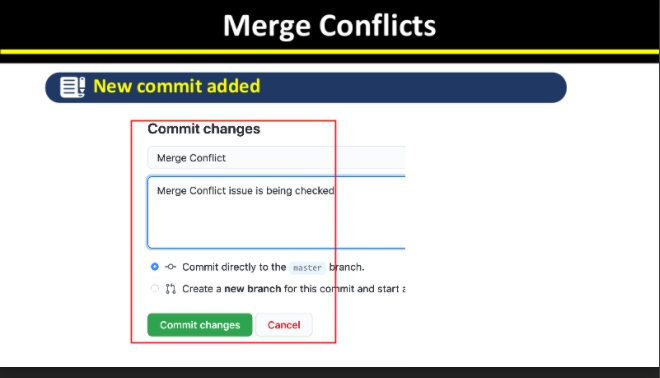 Merge Conflicts
New commit added
Commit changes
Merge Conflict
Merge Conflict issue is being checked
Commit directly to the master branch.
Create a new branch for this commit and start a
Commit changes
Cancel